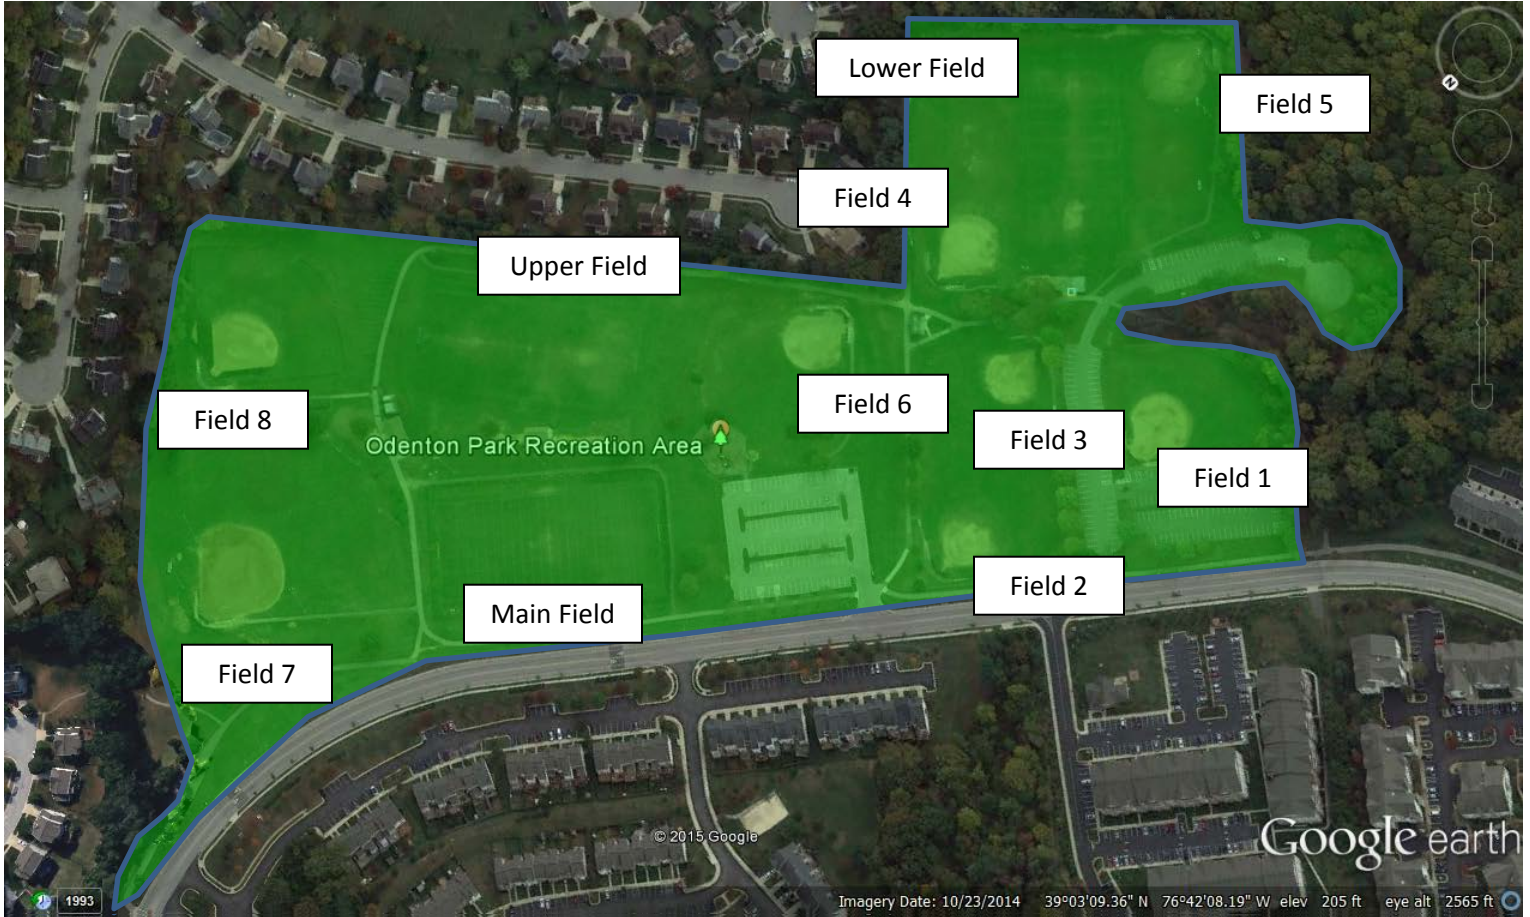 Lower Field
Field 5
Field 4
Upper Field
Field 6
Field 8
Field 3
Odenton Park Recreation Area
Field 1
Field 2
Main Field
Field 7
© 2015 Google
Google earth
1993
Imagery Date: 10/23/2014 39°03'09.36" N 76°42'08.19" W elev 205 ft eye alt 2565 ft
N